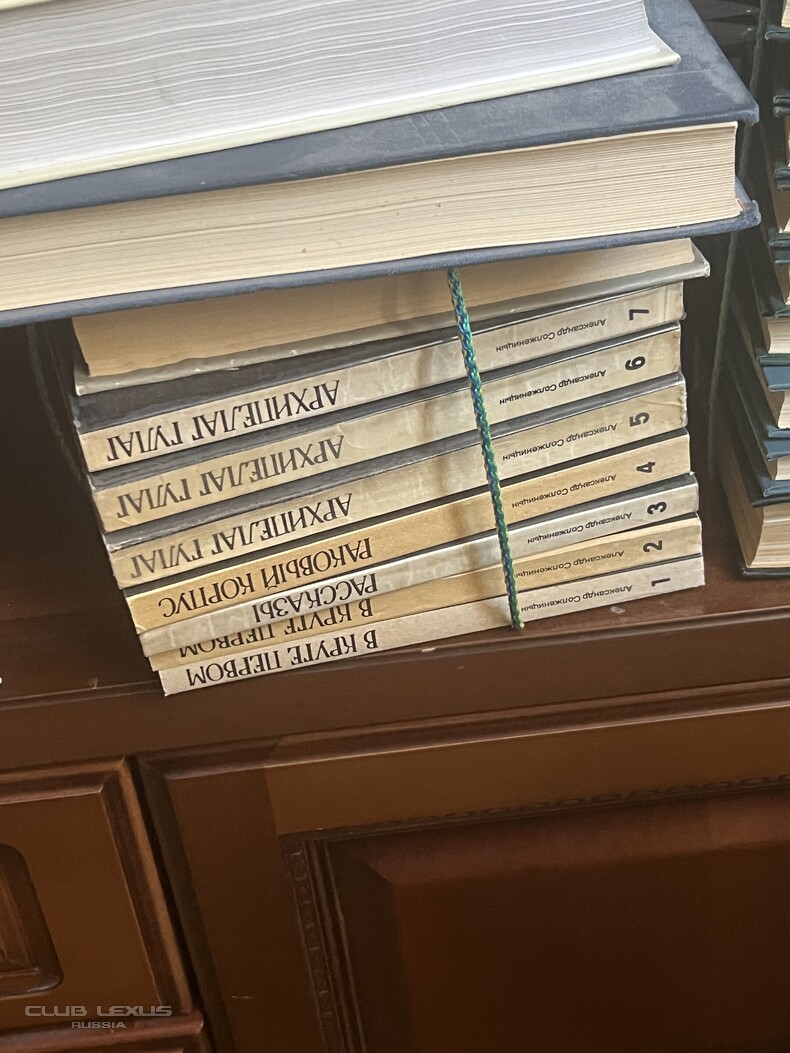 Александр Солженицын
7
АРХИПЕЛАГ ГУЛАГ
Александр Солженицын
6
АРХИПЕЛАГ ГУЛАГ
Александр Солженицын
5
АРХИПЕЛАГ ГУЛАГ
Александр Солженицын
4
РАКОВЫЙ КОРПУС
Александр Солженицын
3
РАССКАЗЫ
Александр Солженицын
2
В КРУГЕ ПЕРВОМ
Александр Солженицын
1
В КРУГЕ ПЕРВОМ
CLUB LEXUS
RUSSIA